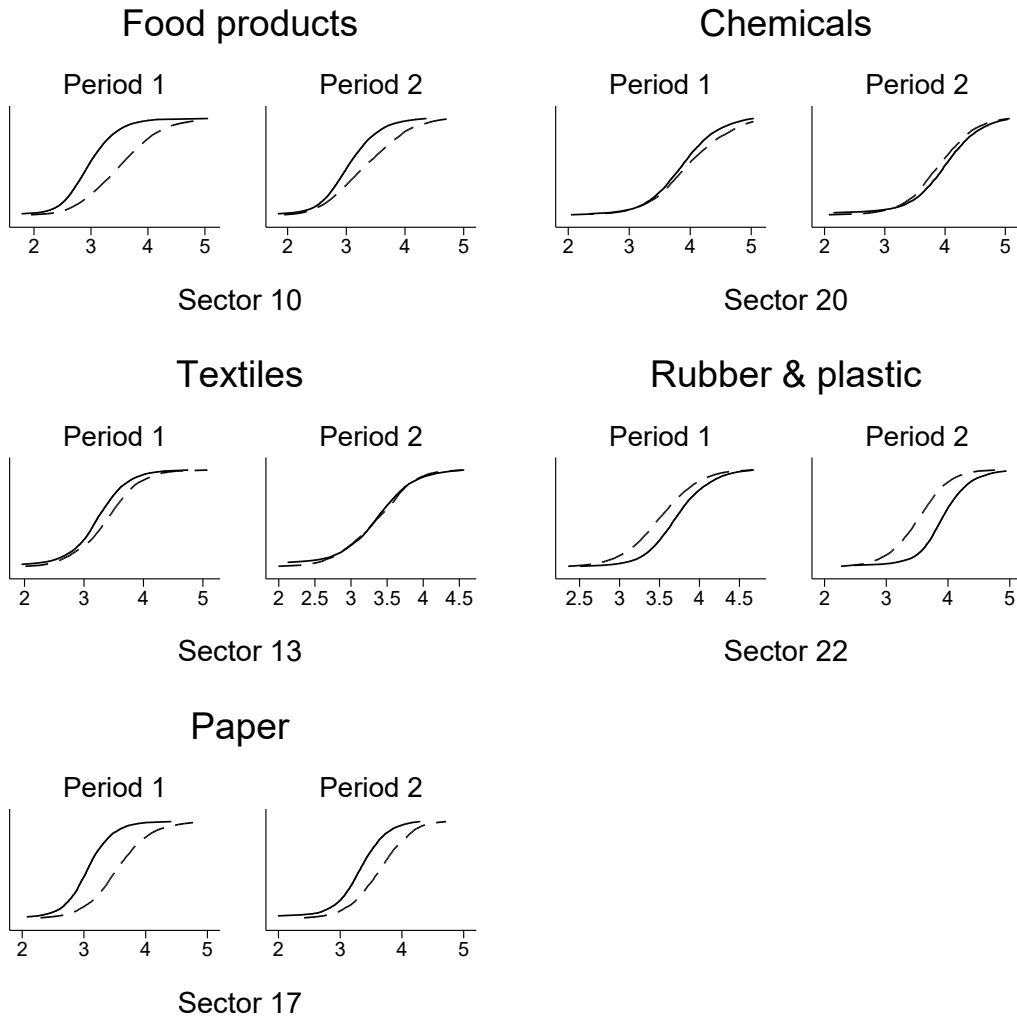 Food products
Period 1
2 3 4 5
Period 2
2 3 4 5
Sector 10
Chemicals
Period 1
2 3 4 5
Period 2
2 3 4 5
Sector 20
Textiles
Period 1
2 3 4 5
Period 2
2 2.5 3 3.5 4 4.5
Sector 13
Rubber & plastic
Period 1
2.5 3 3.5 4 4.5
Period 2
2 3 4 5
Sector 22
Paper
Period 1
2 3 4 5
Period 2
2 3 4 5
Sector 17